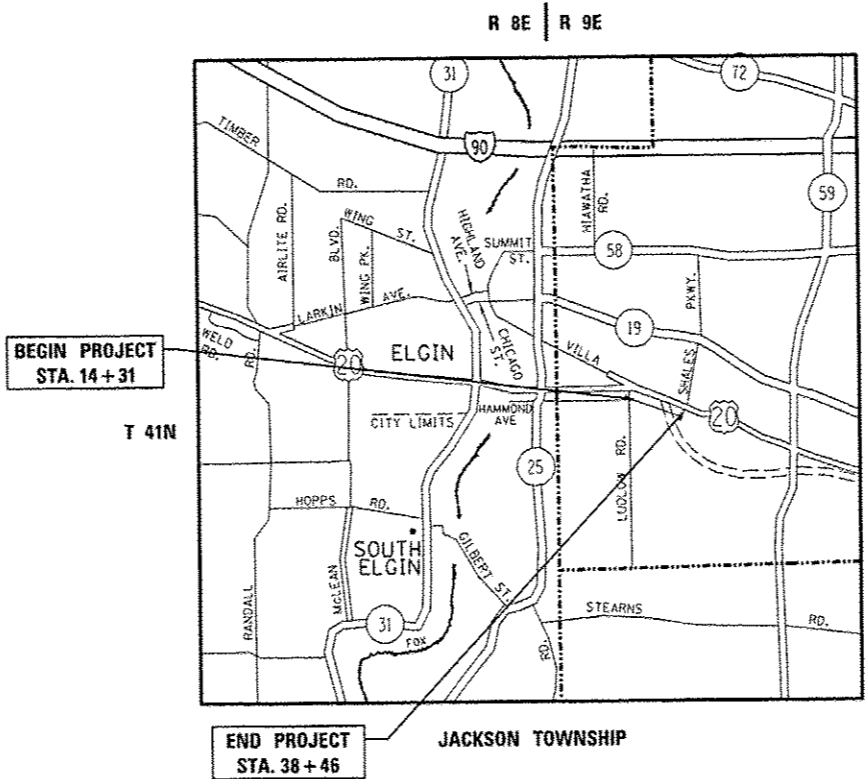 R 8E R 9E
31
72
TIMBER
RD.
90
59
AIRLITE RD.
BLVD.
WING ST.
WING PK.
HIGHLAND AVE.
SUMMIT ST.
HIAWATHA RD.
58
LARKIN AVE.
PKWY.
19
WELD RD.
RD.
BEGIN PROJECT
STA. 14+31
20
ELGIN
CHICAGO ST.
VILLA
SHALES
20
T 41N
CITY LIMITS
HAMMOND
AVE
25
LUDLOW RD.
HOPPS RD.
SOUTH
ELGIN
GILBERT ST.
RANDALL
MCLEAN
31
FOX
STEARNS RD.
RD.
END PROJECT
STA. 38+46
JACKSON TOWNSHIP